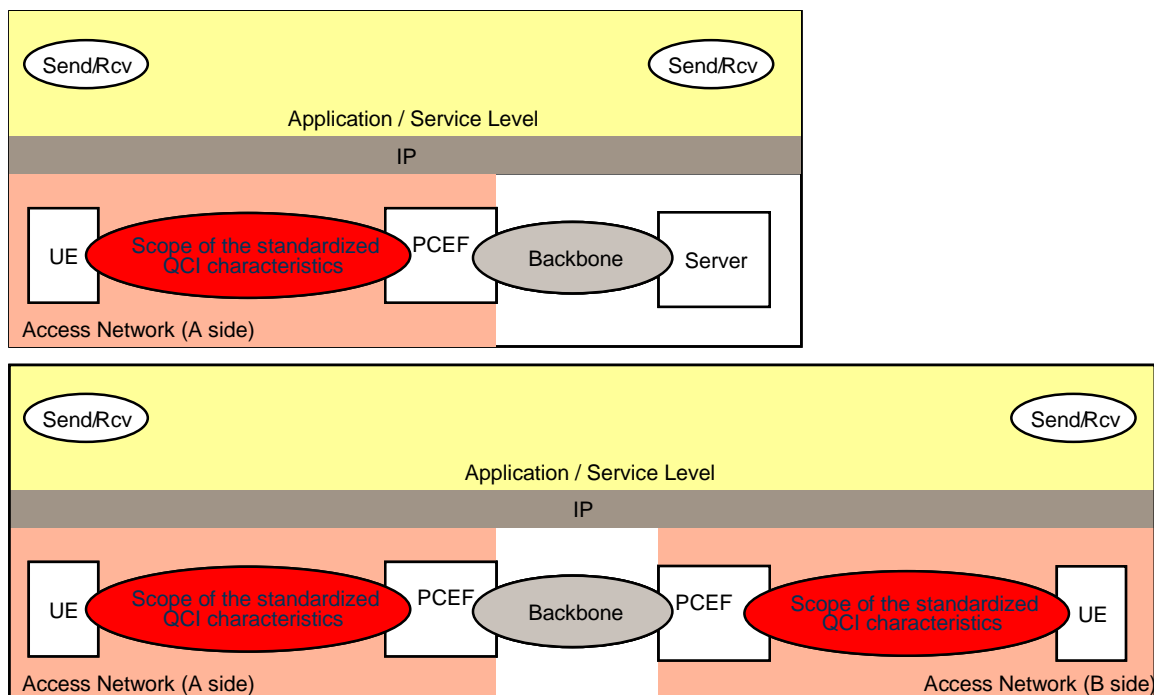 Send/Rcv
Send/Rcv
Application / Service Level
IP
UE
Scope of the standardized
QCI characteristics
PCEF
Backbone
Server
Access Network (A side)
Send/Rcv
Send/Rcv
Application / Service Level
IP
UE
Scope of the standardized
QCI characteristics
PCEF
Backbone
PCEF
Scope of the standardized
QCI characteristics
UE
Access Network (A side)
Access Network (B side)